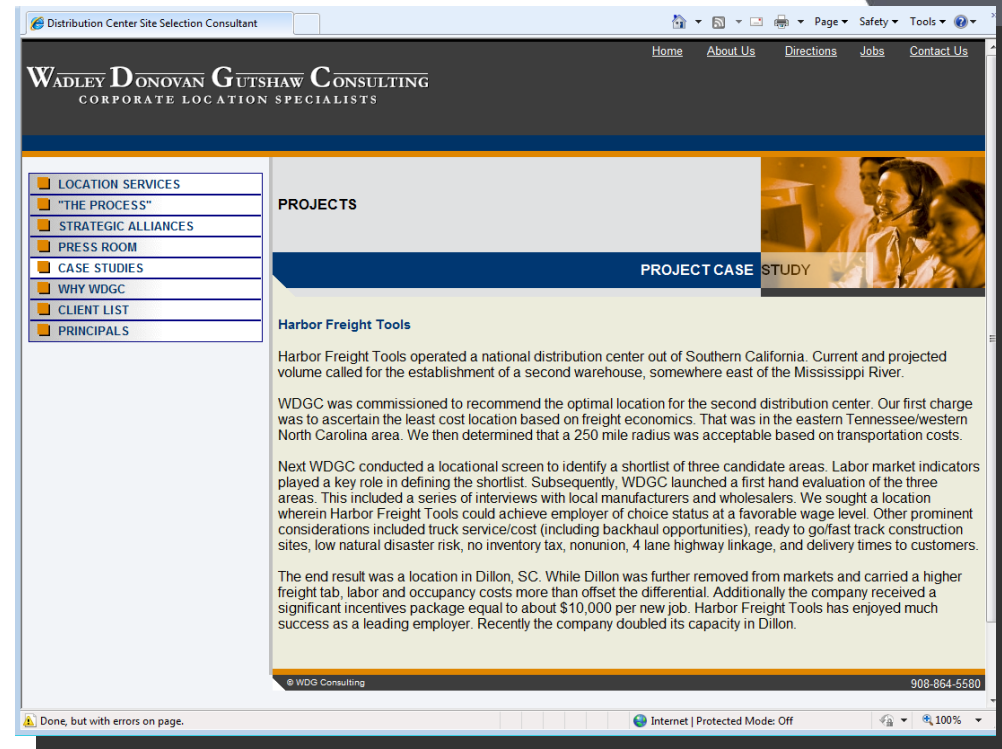 Distribution Center Site Selection Consultant
Page
Safety
Tools
Home About Us Directions Jobs Contact Us
WADLEY DONOVAN GUTSHAW CONSULTING
CORPORATE LOCATION SPECIALISTS
LOCATION SERVICES
"THE PROCESS"
STRATEGIC ALLIANCES
PRESS ROOM
CASE STUDIES
WHY WDGC
CLIENT LIST
PRINCIPALS
PROJECTS
PROJECT CASE STUDY
Harbor Freight Tools
Harbor Freight Tools operated a national distribution center out of Southern California. Current and projected
volume called for the establishment of a second warehouse, somewhere east of the Mississippi River.
WDGC was commissioned to recommend the optimal location for the second distribution center. Our first charge
was to ascertain the least cost location based on freight economics. That was in the eastern Tennessee/western
North Carolina area. We then determined that a 250 mile radius was acceptable based on transportation costs.
Next WDGC conducted a locational screen to identify a shortlist of three candidate areas. Labor market indicators
played a key role in defining the shortlist. Subsequently, WDGC launched a first hand evaluation of the three
areas. This included a series of interviews with local manufacturers and wholesalers. We sought a location
wherein Harbor Freight Tools could achieve employer of choice status at a favorable wage level. Other prominent
considerations included truck service/cost (including backhaul opportunities), ready to go/fast track construction
sites, low natural disaster risk, no inventory tax, nonunion, 4 lane highway linkage, and delivery times to customers.
The end result was a location in Dillon, SC. While Dillon was further removed from markets and carried a higher
freight tab, labor and occupancy costs more than offset the differential. Additionally the company received a
significant incentives package equal to about $10,000 per new job. Harbor Freight Tools has enjoyed much
success as a leading employer. Recently the company doubled its capacity in Dillon.
© WDG Consulting
908-864-5580
Done, but with errors on page.
Internet | Protected Mode: Off
100%